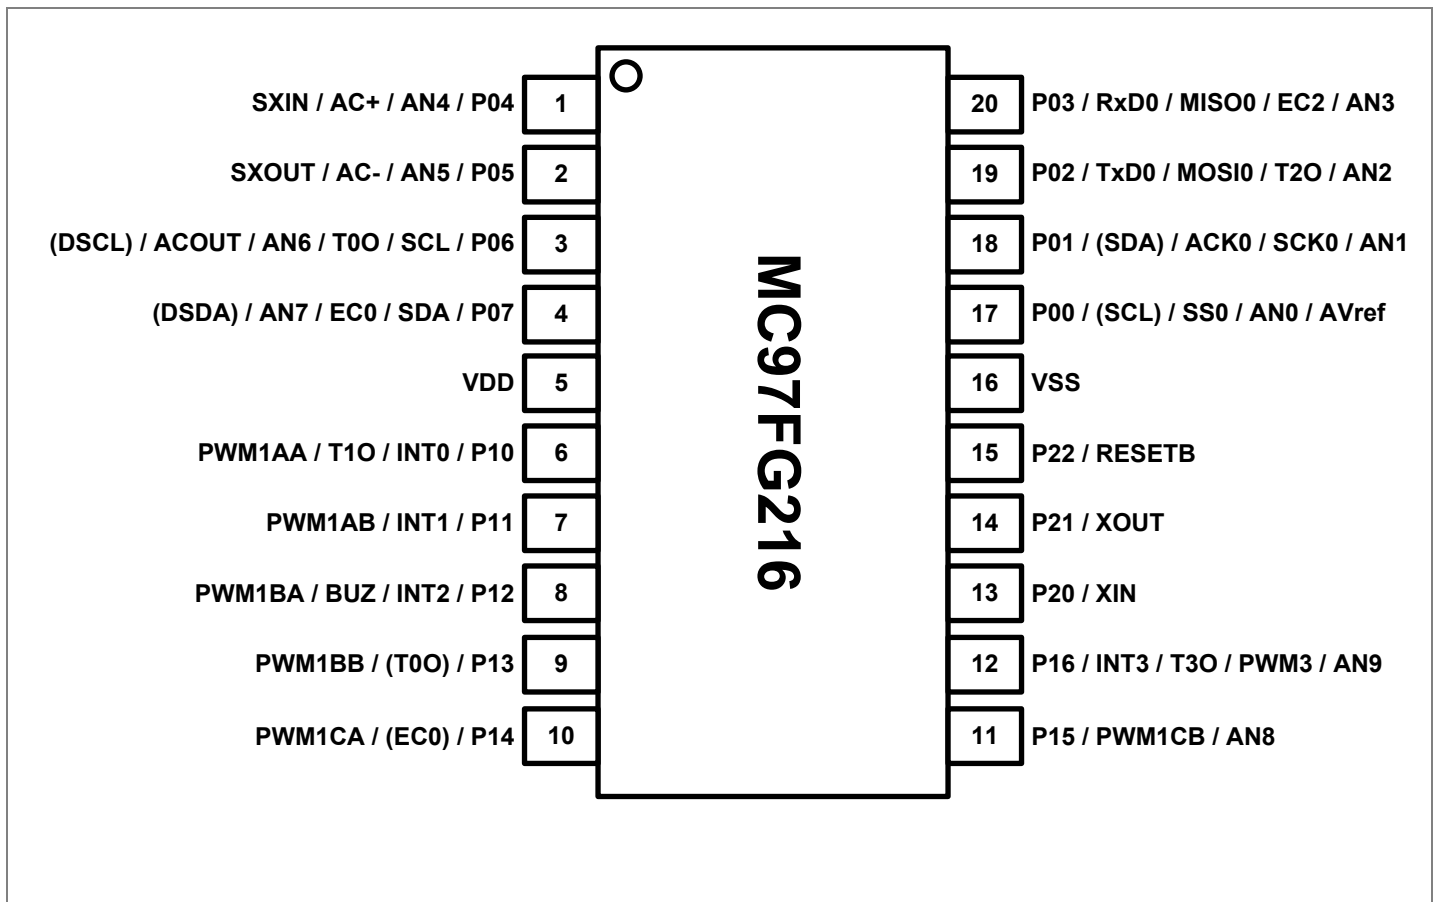 SXIN / AC+ / AN4 / P04 1
SXOUT / AC- / AN5 / P05 2
(DSCL) / ACOUT / AN6 / T0O / SCL / P06 3
(DSDA) / AN7 / EC0 / SDA / P07 4
VDD 5
PWM1AA / T1O / INT0 / P10 6
PWM1AB / INT1 / P11 7
PWM1BA / BUZ / INT2 / P12 8
PWM1BB / (T0O) / P13 9
PWM1CA / (EC0) / P14 10
MC97FG216
20 P03 / RxD0 / MISO0 / EC2 / AN3
19 P02 / TxD0 / MOSI0 / T2O / AN2
18 P01 / (SDA) / ACK0 / SCK0 / AN1
17 P00 / (SCL) / SS0 / AN0 / AVref
16 VSS
15 P22 / RESETB
14 P21 / XOUT
13 P20 / XIN
12 P16 / INT3 / T3O / PWM3 / AN9
11 P15 / PWM1CB / AN8